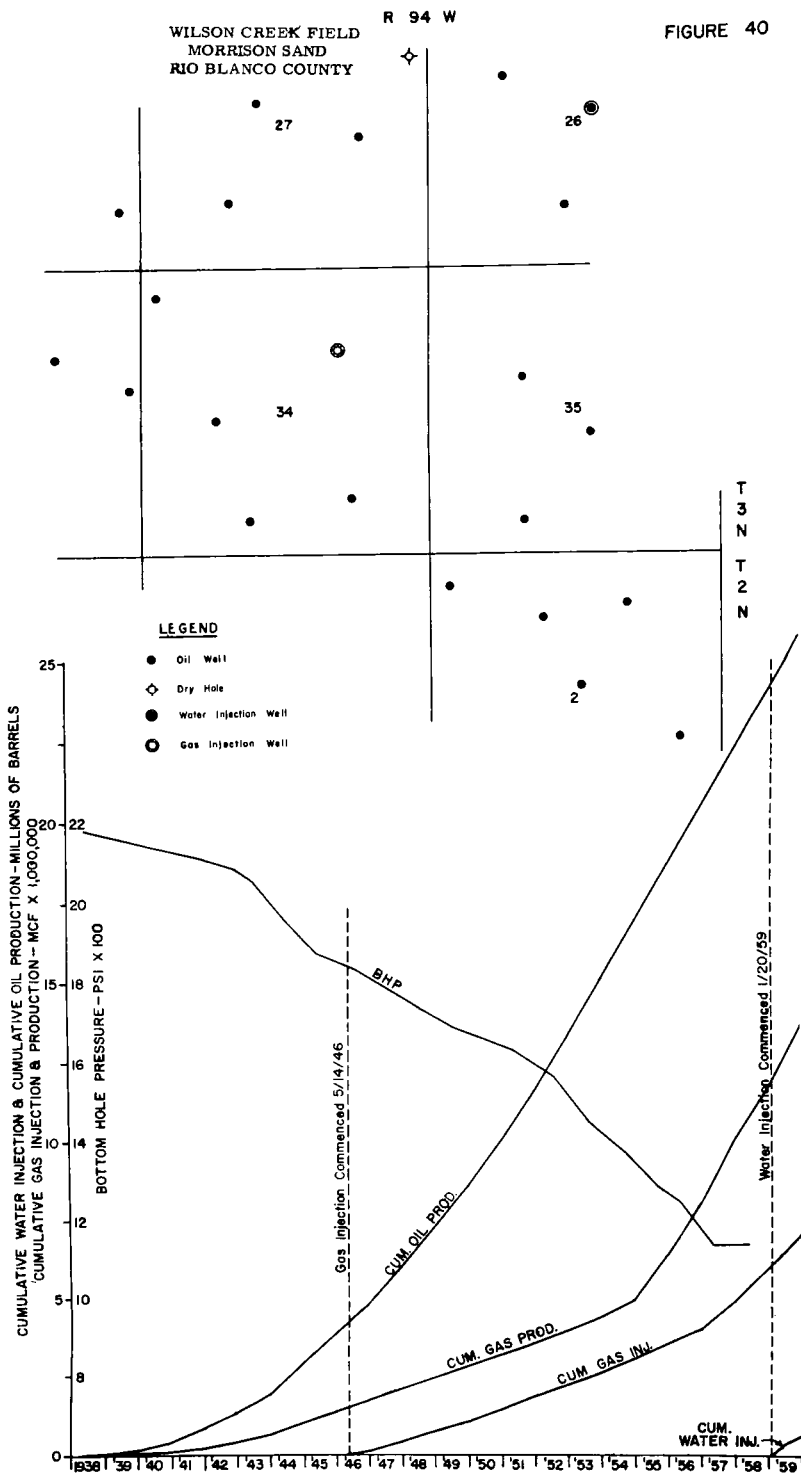 R 94 W
WILSON CREEK FIELD
MORRISON SAND
RIO BLANCO COUNTY
FIGURE 40
27
26
34
35
T
3
N
T
2
N
2
LEGEND
Oil Well
Dry Hole
Water Injection Well
Gas Injection Well
CUMULATIVE WATER INJECTION & CUMULATIVE OIL PRODUCTION-MILLIONS OF BARRELS
CUMULATIVE GAS INJECTION & PRODUCTION-MCF X 1,000,000
BOTTOM HOLE PRESSURE-PSI X 100
25
20 22
20
15 18
16
10 14
12
5 10
8
0
BHP
Gas Injection Commenced 5/14/46
Water Injection Commenced 1/20/59
CUM. OIL PROD.
CUM. GAS PROD.
CUM GAS INJ.
CUM.
WATER INJ.
1938 '39 '40 '41 '42 '43 '44 '45 '46 '47 '48 '49 '50 '51 '52 '53 '54 '55 '56 '57 '58 '59